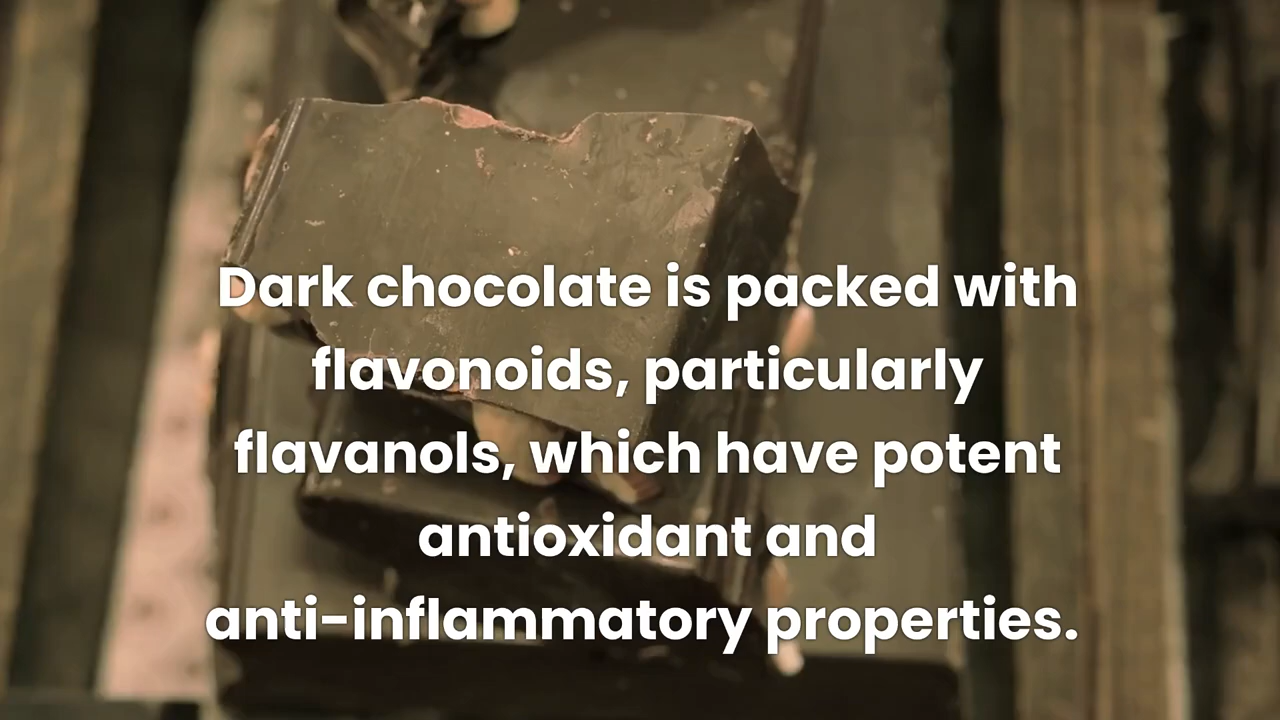 Dark chocolate is packed with
flavonoids, particularly
flavanols, which have potent
antioxidant and
anti-inflammatory properties.